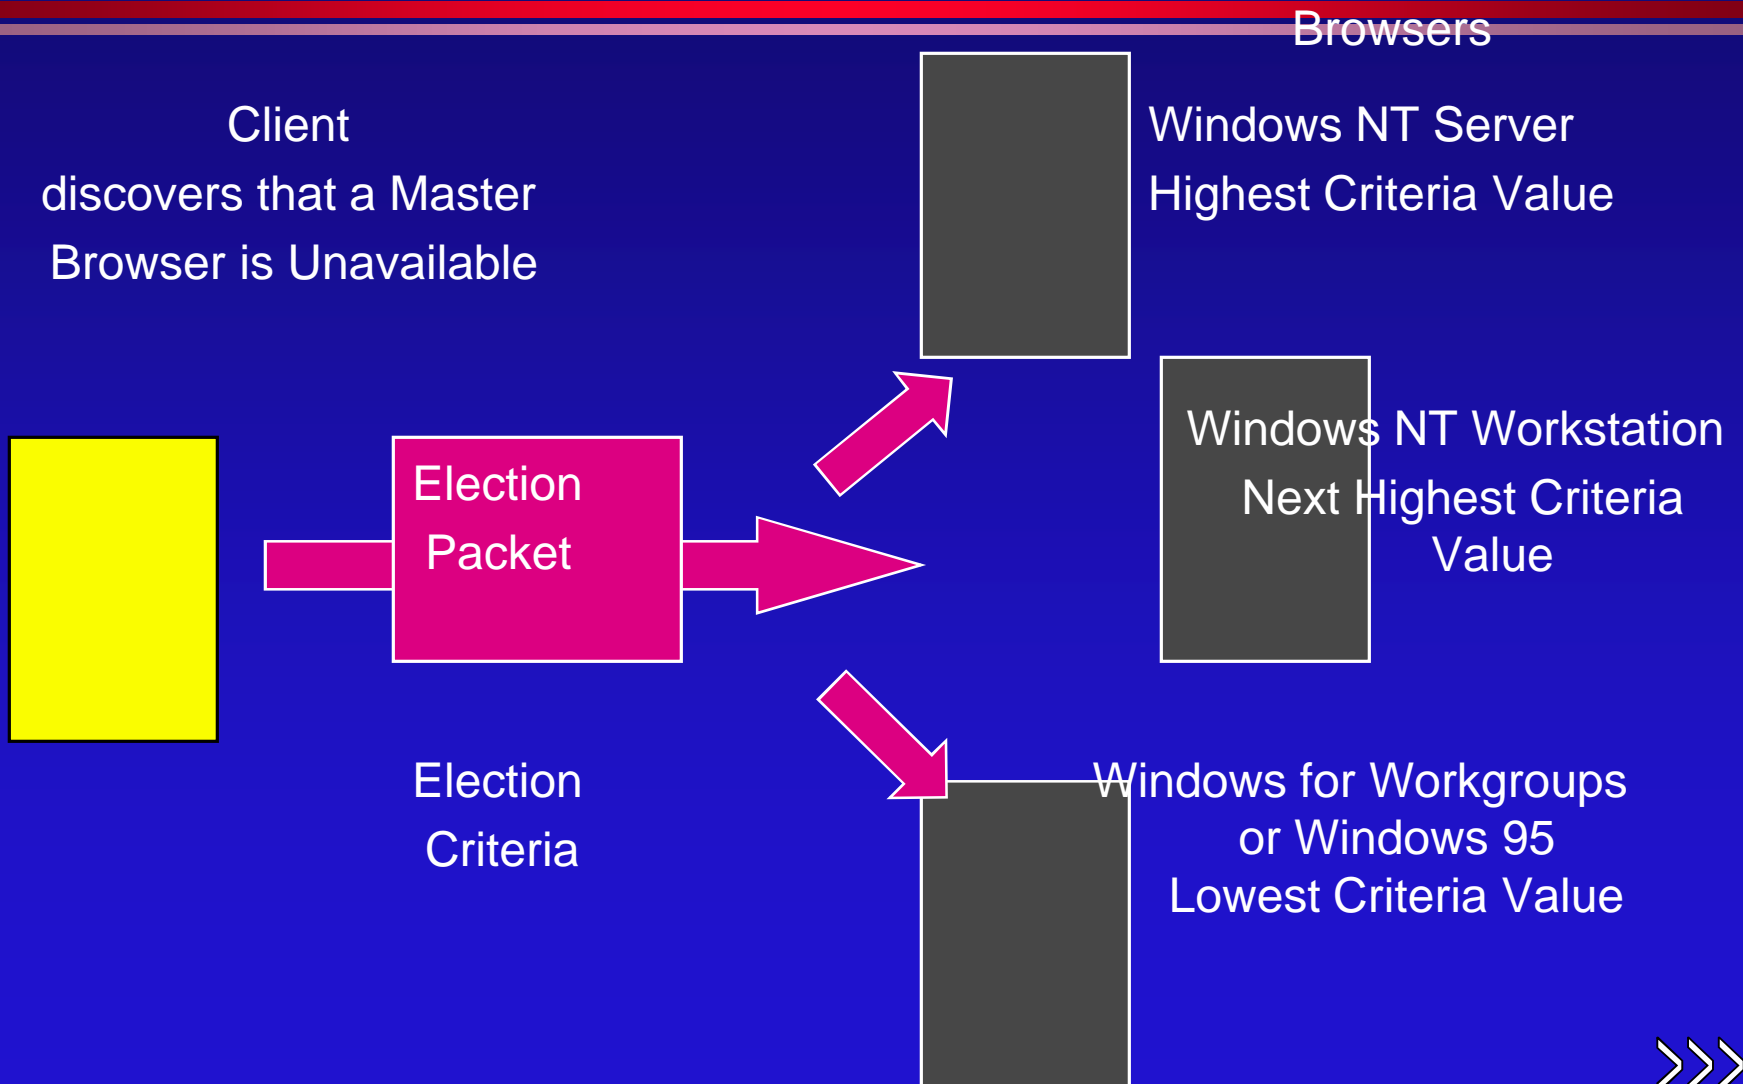 Browsers
Client
discovers that a Master
Browser is Unavailable
Windows NT Server
Highest Criteria Value
Election
Packet
Windows NT Workstation
Next Highest Criteria
Value
Election
Criteria
Windows for Workgroups
or Windows 95
Lowest Criteria Value